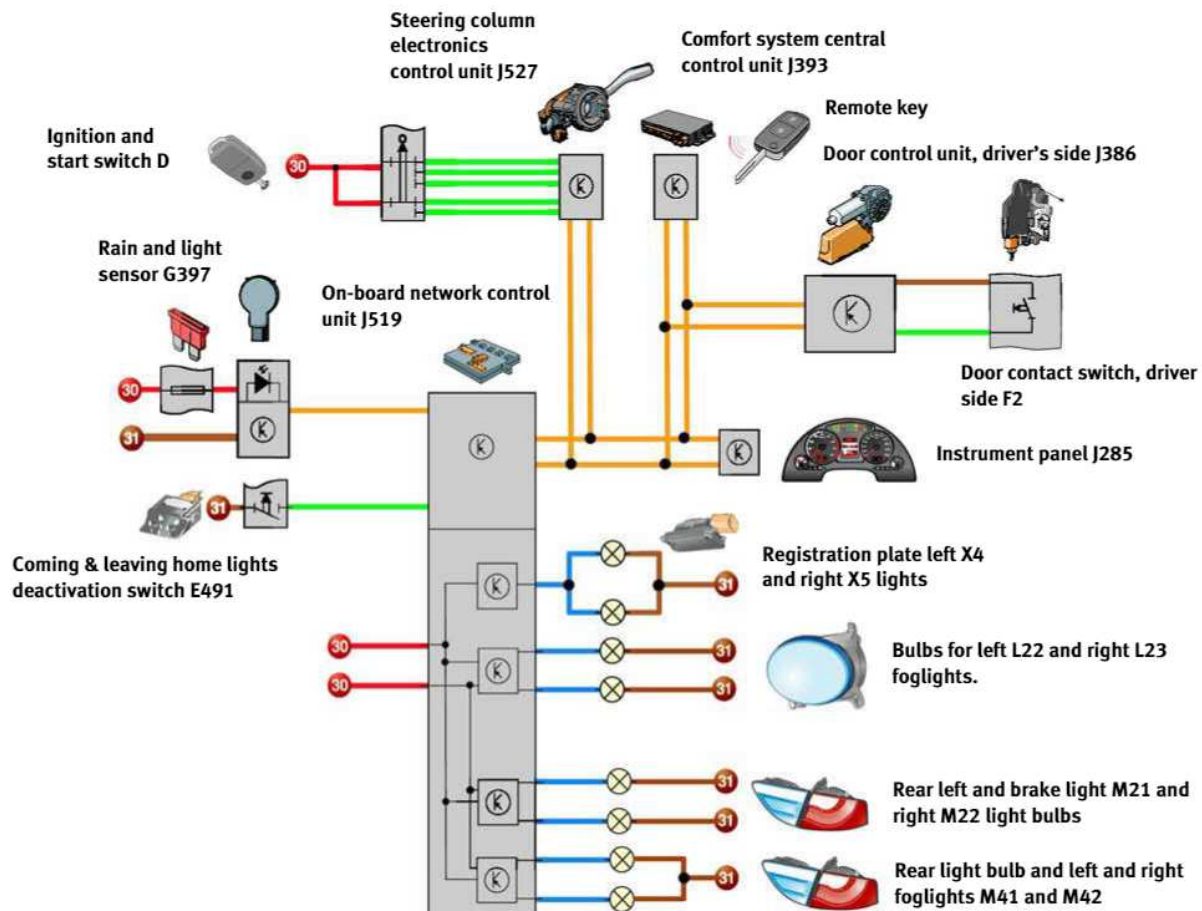 Steering column
electronics
control unit J527
Comfort system central
control unit J393
Remote key
Ignition and
start switch D
30
Door control unit, driver's side J386
Rain and light
sensor G397
On-board network control
unit J519
30
31
Door contact switch, driver
side F2
Instrument panel J285
31
Coming & leaving home lights
deactivation switch E491
Registration plate left X4
and right X5 lights
31
30
30
31
31
Bulbs for left L22 and right L23
foglights.
31
31
Rear left and brake light M21 and
right M22 light bulbs
31
Rear light bulb and left and right
foglights M41 and M42